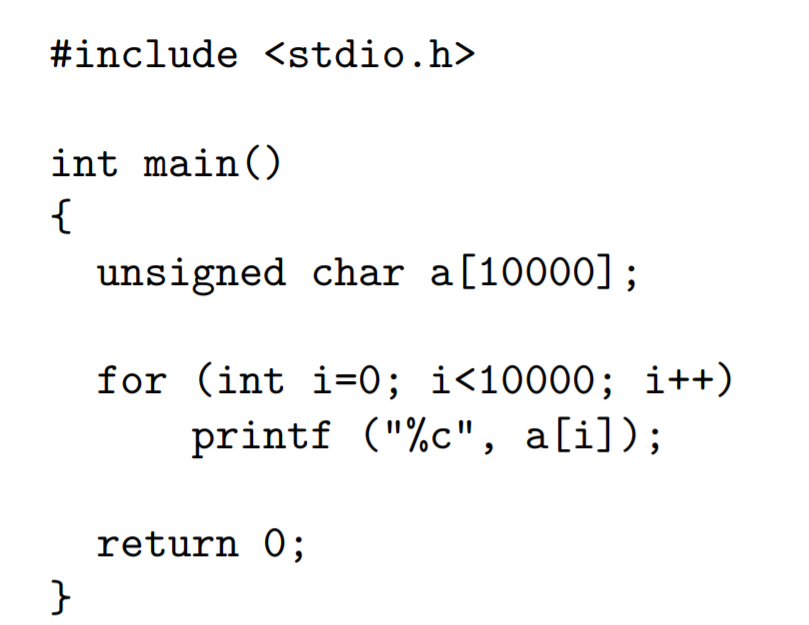 #include <stdio.h>
int main()
{
unsigned char a[10000];
for (int i=0; i<10000; i++)
printf ("%c", a[i]);
return 0;
}